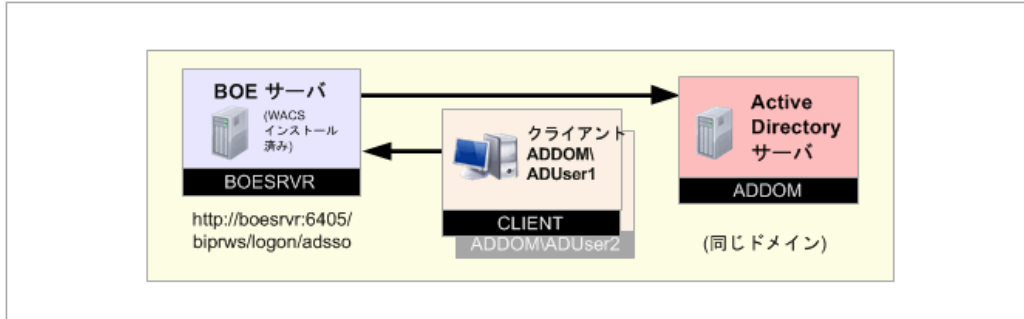 BOE サーバ
(WACS
インストール
済み)
BOESRVR
http://boesrvr:6405/
biprws/logon/adsso
クライアント
ADDOM\
ADUser1
CLIENT
ADDOM\ADUser2
Active
Directory
サーバ
ADDOM
(同じドメイン)